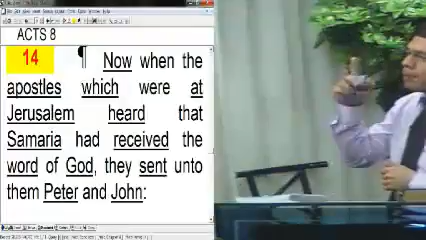 ACTS 8
14 ¶ Now when the
apostles which were at
Jerusalem heard that
Samaria had received the
word of God, they sent unto
them Peter and John: